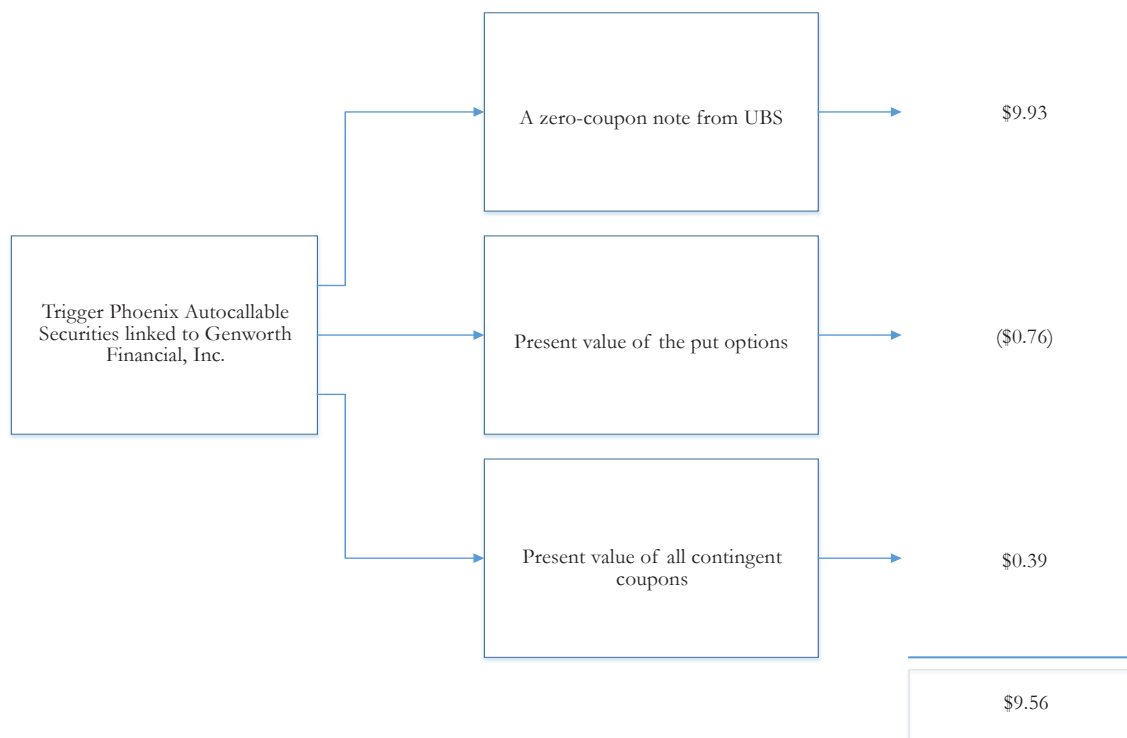 A zero-coupon note from UBS
$9.93
Trigger Phoenix Autocallable
Securities linked to Genworth
Financial, Inc.
Present value of the put options
($0.76)
Present value of all contingent
coupons
$0.39
$9.56